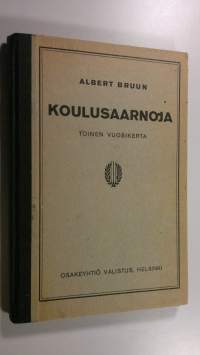 ALBERT BRUUN
KOULUSAARNOJA
TOINEN VUOSIKERTA
OSAKEYHTIÖ VALISTUS, HELSINKI